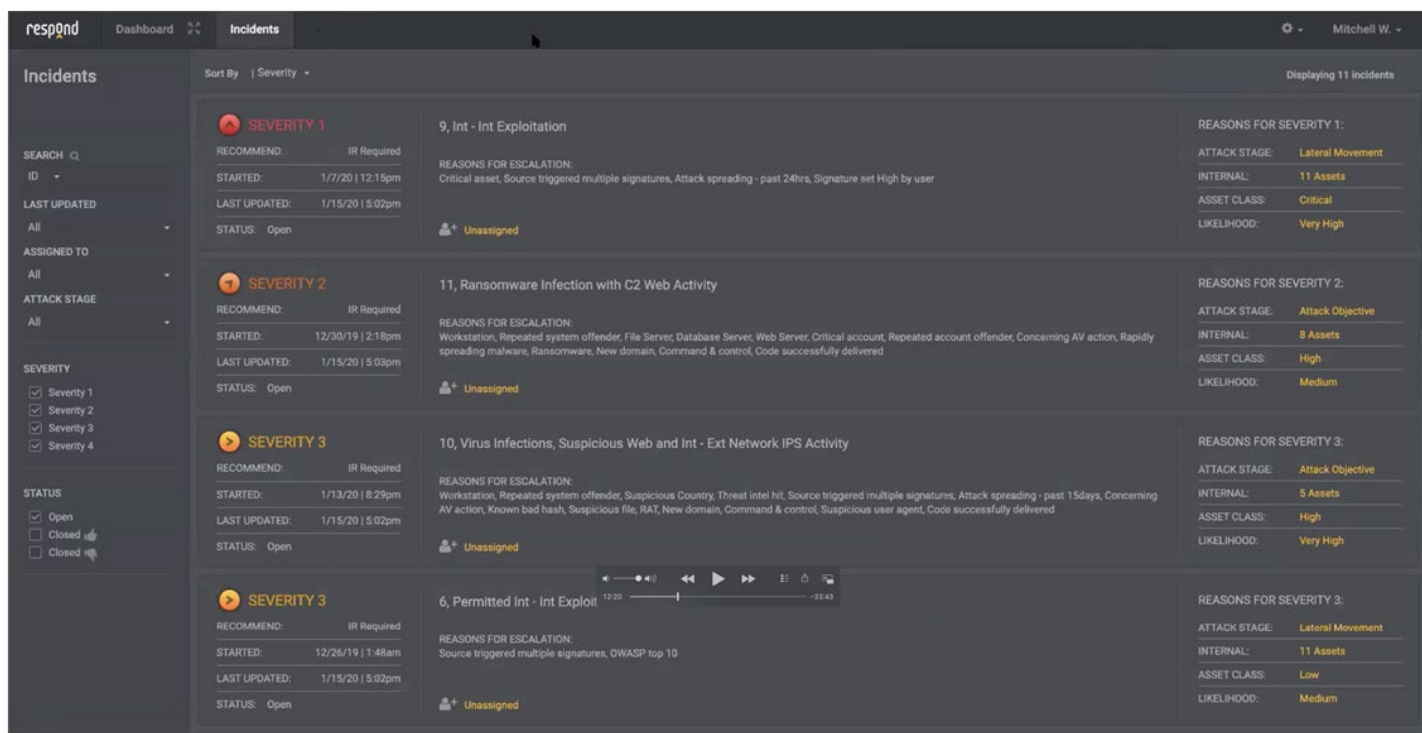 respond
Dashboard
Incidents
Mitchell W.
Incidents
SEARCH
ID
LAST UPDATED
All
ASSIGNED TO
All
ATTACK STAGE
All
SEVERITY
Severity 1
Severity 2
Severity 3
Severity 4
STATUS
Open
Closed
Closed
Sort By | Severity
Displaying 11 incidents
SEVERITY 1
RECOMMEND: IR Required
STARTED: 1/7/20 | 12:15pm
LAST UPDATED: 1/15/20 | 5:02pm
STATUS: Open
9, Int - Int Exploitation
REASONS FOR ESCALATION:
Critical asset, Source triggered multiple signatures, Attack spreading - past 24hrs, Signature set High by user
Unassigned
REASONS FOR SEVERITY 1:
ATTACK STAGE: Lateral Movement
INTERNAL: 11 Assets
ASSET CLASS: Critical
LIKELIHOOD: Very High
SEVERITY 2
RECOMMEND: IR Required
STARTED: 12/30/19 | 2:18pm
LAST UPDATED: 1/15/20 | 5:03pm
STATUS: Open
11, Ransomware Infection with C2 Web Activity
REASONS FOR ESCALATION:
Workstation, Repeated system offender, File Server, Database Server, Web Server, Critical account, Repeated account offender, Concerning AV action, Rapidly
spreading malware, Ransomware, New domain, Command & control, Code successfully delivered
Unassigned
REASONS FOR SEVERITY 2:
ATTACK STAGE: Attack Objective
INTERNAL: 8 Assets
ASSET CLASS: High
LIKELIHOOD: Medium
SEVERITY 3
RECOMMEND: IR Required
STARTED: 1/13/20 | 8:29pm
LAST UPDATED: 1/15/20 | 5:02pm
STATUS: Open
10, Virus Infections, Suspicious Web and Int - Ext Network IPS Activity
REASONS FOR ESCALATION:
Workstation, Repeated system offender, Suspicious Country, Threat intel hit, Source triggered multiple signatures, Attack spreading - past 15days, Concerning
AV action, Known bad hash, Suspicious file, RAT, New domain, Command & control, Suspicious user agent, Code successfully delivered
Unassigned
REASONS FOR SEVERITY 3:
ATTACK STAGE: Attack Objective
INTERNAL: 5 Assets
ASSET CLASS: High
LIKELIHOOD: Very High
12:20
-33:43
SEVERITY 3
RECOMMEND: IR Required
STARTED: 12/26/19 | 1:48am
LAST UPDATED: 1/15/20 | 5:02pm
STATUS: Open
6, Permitted Int - Int Exploit
REASONS FOR ESCALATION:
Source triggered multiple signatures, OWASP top 10
Unassigned
REASONS FOR SEVERITY 3:
ATTACK STAGE: Lateral Movement
INTERNAL: 11 Assets
ASSET CLASS: Low
LIKELIHOOD: Medium